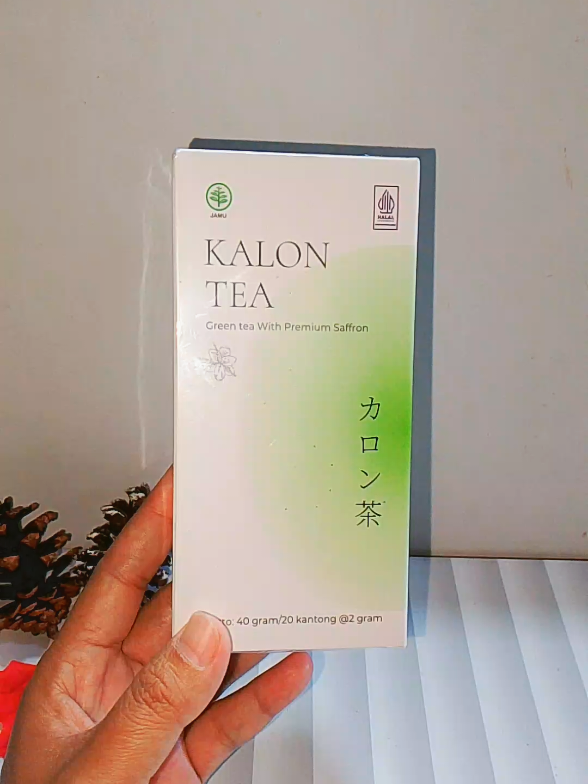 JAMU
HALAL
KALON
TEA
Green tea With Premium Saffron
カロン茶
40 gram/20 kantong @2 gram